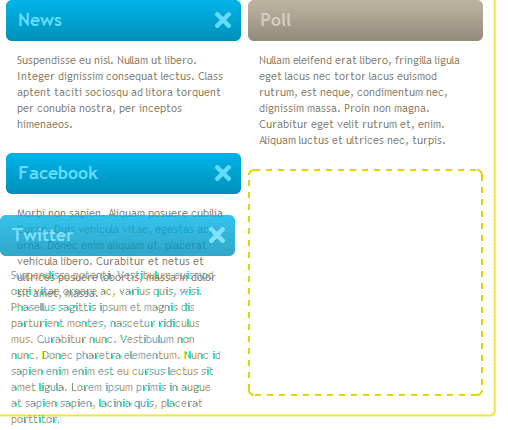 News
Suspendisse eu nisl. Nullam ut libero.
Integer dignissim consequat lectus. Class
aptent taciti sociosqu ad litora torquent
per conubia nostra, per inceptos
himenaeos.
Facebook
Morbi non sapien. Aliquam posuere cubilia
Duis vehicula vitae, egestas ac
urna. Donec enim aliquam ut, placerat
vehicula libero. Curabitur et netus et
ultrices posuere lobortis, massa in dolor
sit amet, massa.
Twitter
Suspendisse potenti. Vestibulum euismod
orci vitae ornare ac, varius quis, wisi.
Phasellus sagittis ipsum et magnis dis
parturient montes, nascetur ridiculus
mus. Curabitur nunc. Vestibulum non
nunc. Donec pharetra elementum. Nunc id
sapien enim enim est eu cursus lectus sit
amet ligula. Lorem ipsum primis in augue
at sapien sapien, lacinia quis, placerat
porttitor.
Poll
Nullam eleifend erat libero, fringilla ligula
eget lacus nec tortor lacus euismod
rutrum, est neque, condimentum nec,
dignissim massa. Proin non magna.
Curabitur eget velit rutrum et, enim.
Aliquam luctus et ultrices nec, turpis.